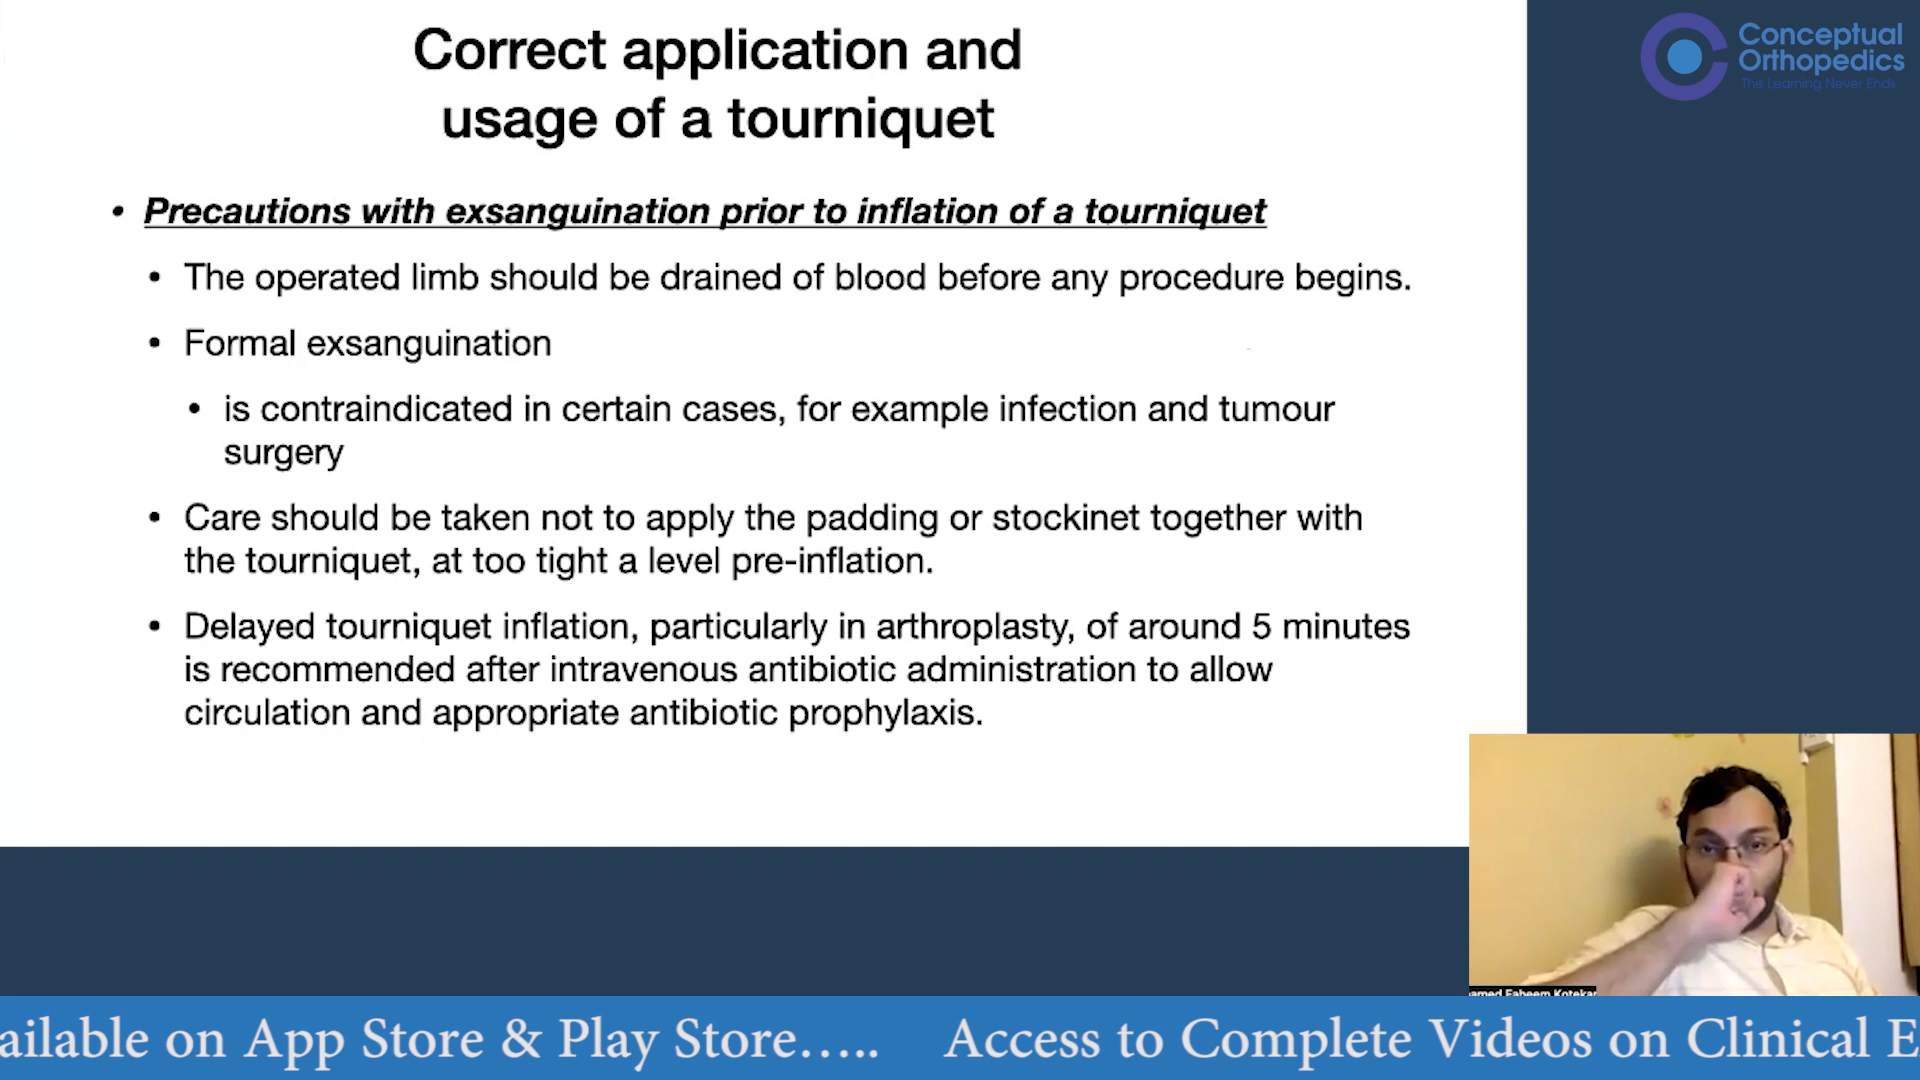 Correct application and
usage of a tourniquet
Conceptual
Orthopedics
The Learning Never Ends
• Precautions with exsanguination prior to inflation of a tourniquet
• The operated limb should be drained of blood before any procedure begins.
• Formal exsanguination
• is contraindicated in certain cases, for example infection and tumour
surgery
• Care should be taken not to apply the padding or stockinet together with
the tourniquet, at too tight a level pre-inflation.
• Delayed tourniquet inflation, particularly in arthroplasty, of around 5 minutes
is recommended after intravenous antibiotic administration to allow
circulation and appropriate antibiotic prophylaxis.
amed Faheem Kotekar
ailable on App Store & Play Store..... Access to Complete Videos on Clinical E